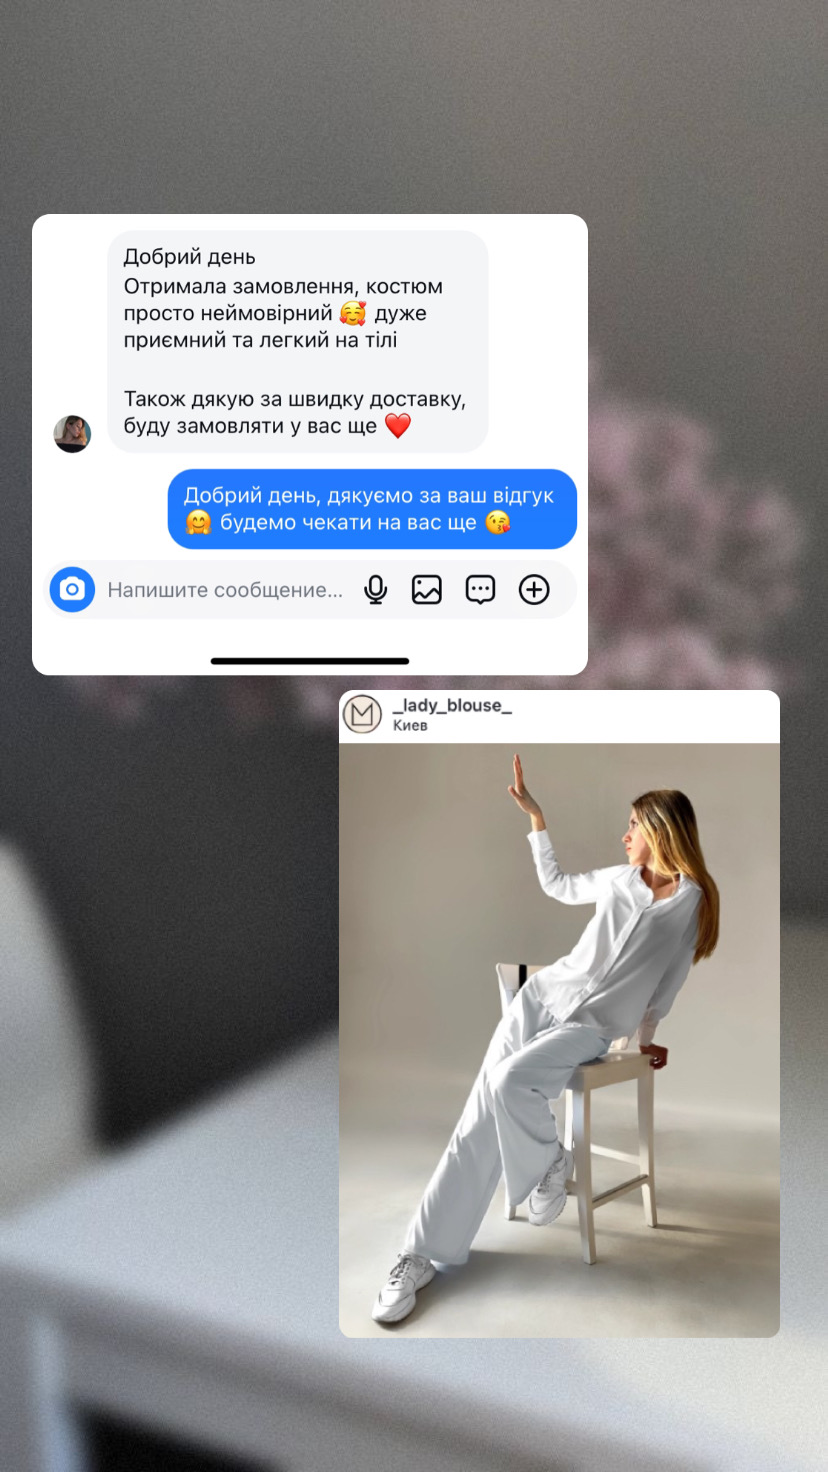 Добрий день
Отримала замовлення, костюм
просто неймовірний 🥰 дуже
приємний та легкий на тілі
Також дякую за швидку доставку,
буду замовляти у вас ще ❤️
Добрий день, дякуємо за ваш відгук
🤗 будемо чекати на вас ще 😘
Напишите сообщение...
_lady_blouse_
Киев